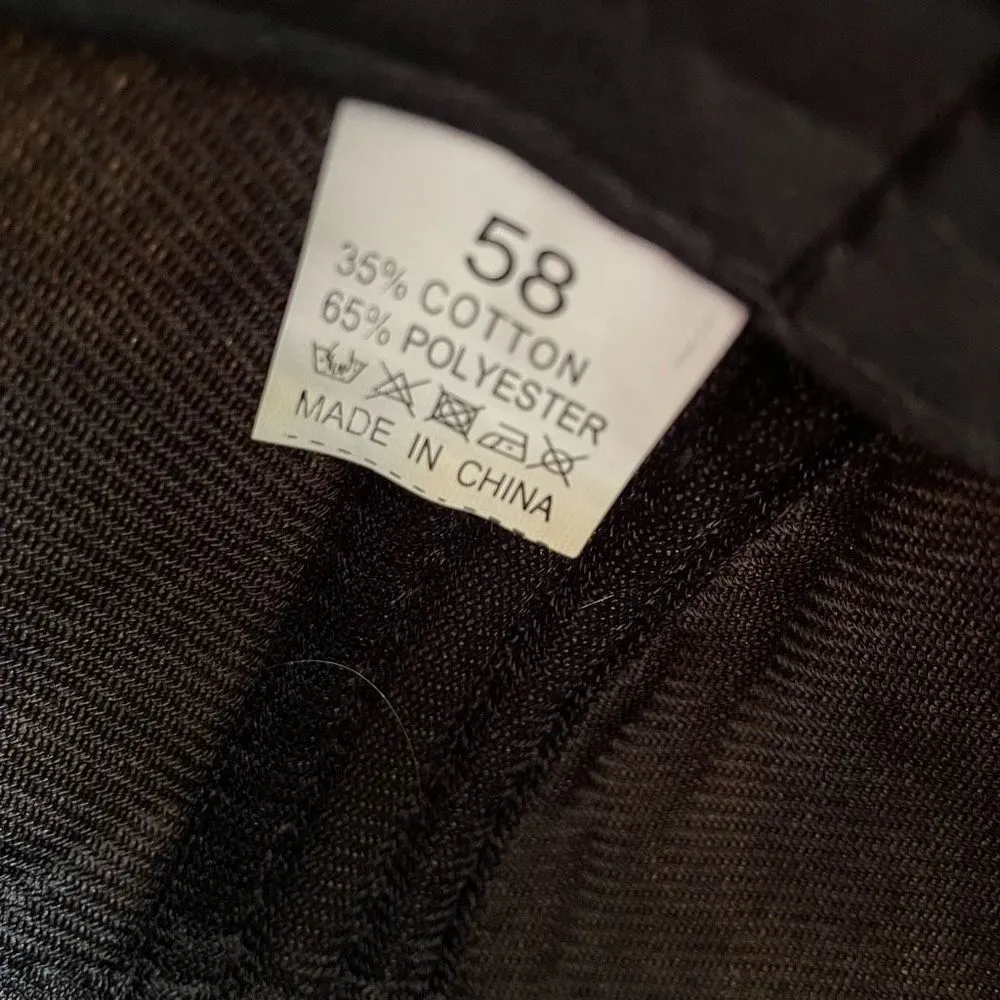 58
35% COTTON
65% POLYESTER
MADE IN CHINA